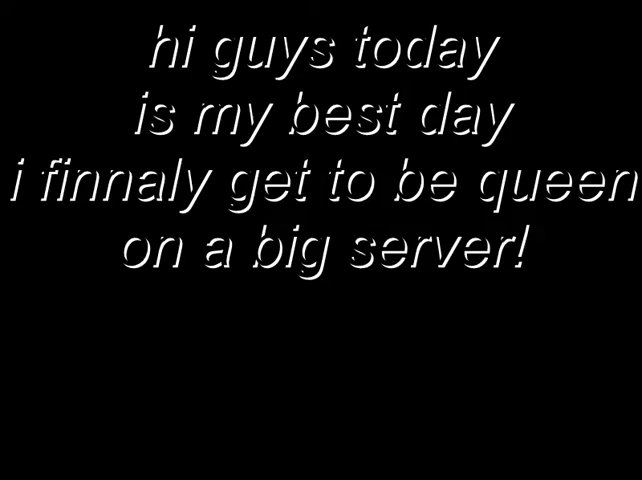 hi guys today
is my best day
i finnaly get to be queen
on a big server!